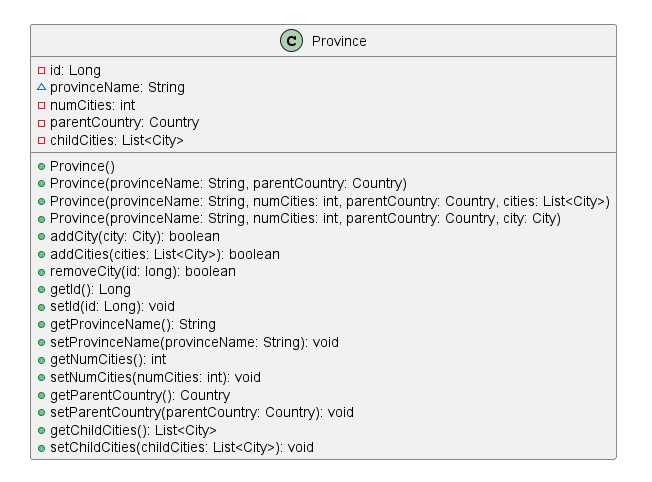 C Province
id: Long
provinceName: String
numCities: int
parentCountry: Country
childCities: List<City>
Province()
Province(provinceName: String, parentCountry: Country)
Province(provinceName: String, numCities: int, parentCountry: Country, cities: List<City>)
Province(provinceName: String, numCities: int, parentCountry: Country, city: City)
addCity(city: City): boolean
addCities(cities: List<City>): boolean
removeCity(id: long): boolean
getId(): Long
setId(id: Long): void
getProvinceName(): String
setProvinceName(provinceName: String): void
getNumCities(): int
setNumCities(numCities: int): void
getParentCountry(): Country
setParentCountry(parentCountry: Country): void
getChildCities(): List<City>
setChildCities(childCities: List<City>): void